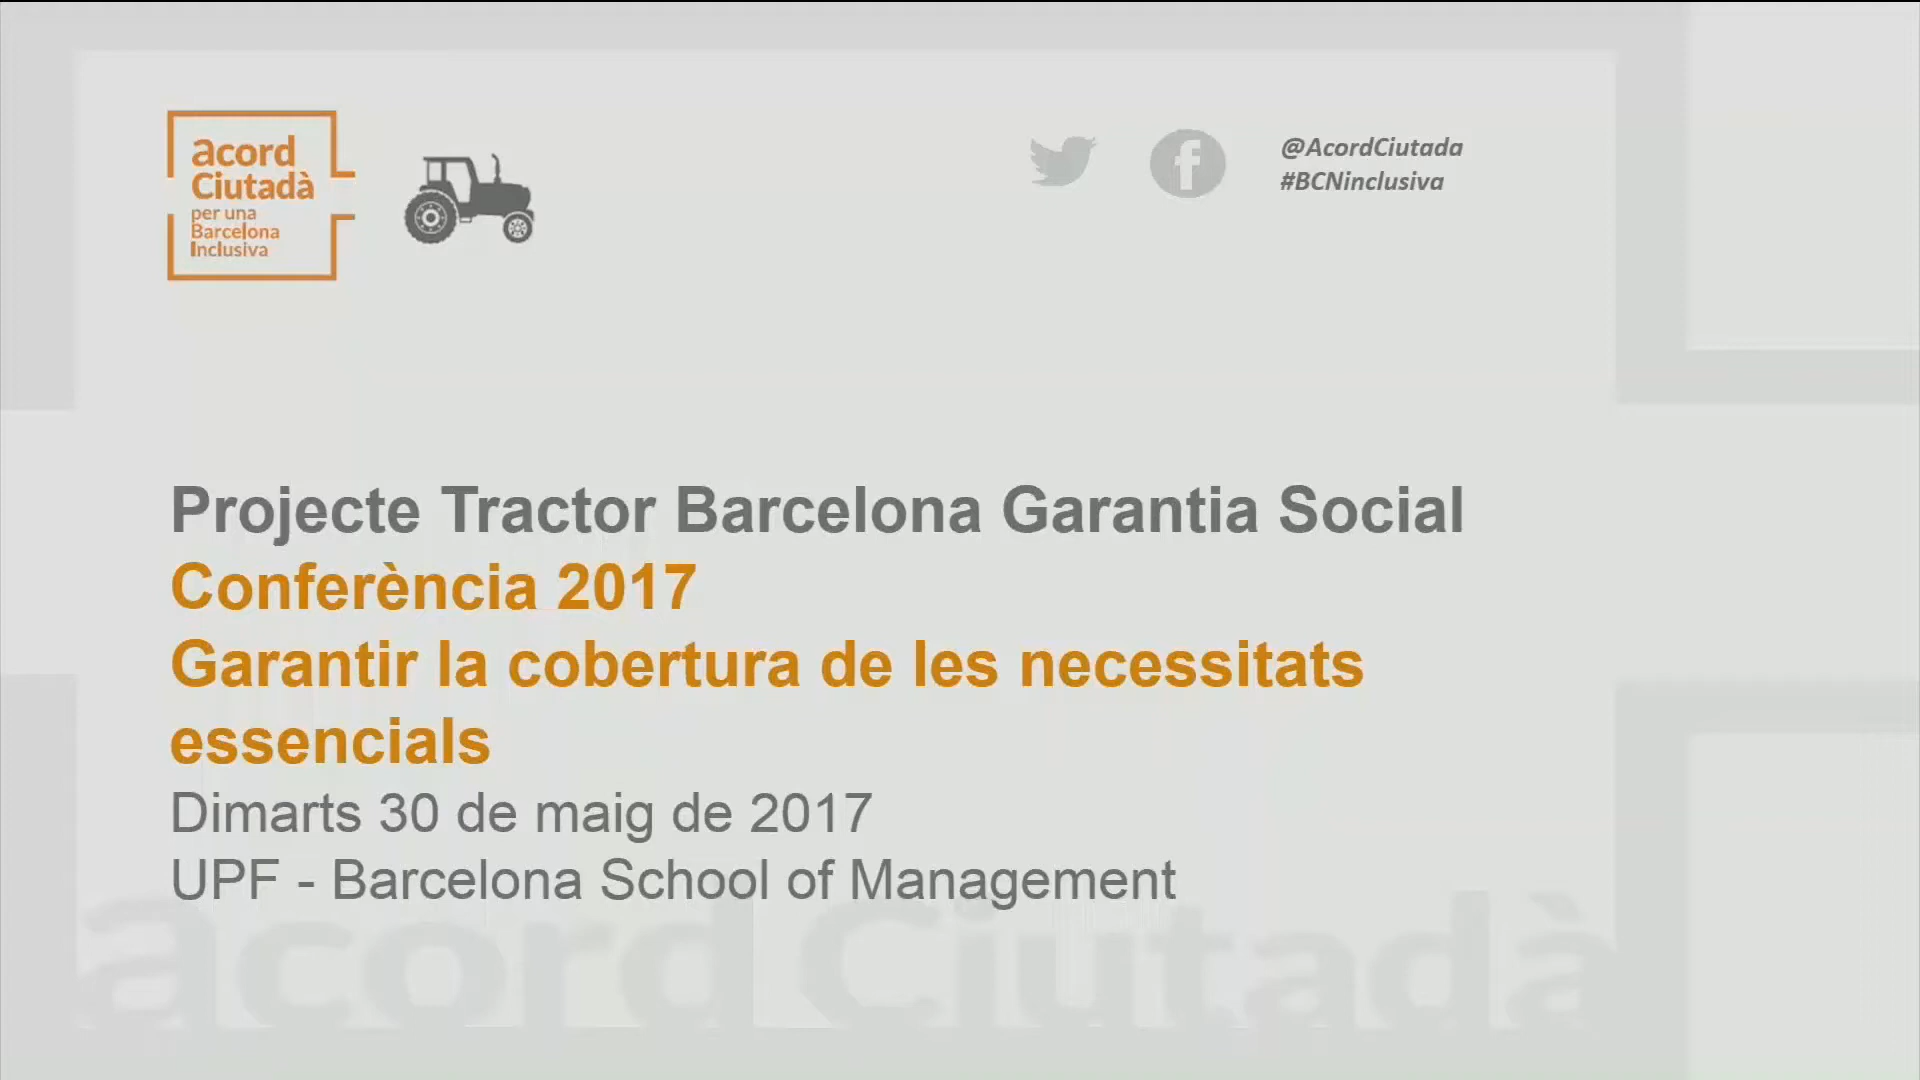 acord
Ciutadà
per una
Barcelona
Inclusiva
@AcordCiutada
#BCNinclusiva
Projecte Tractor Barcelona Garantia Social
Conferència 2017
Garantir la cobertura de les necessitats
essencials
Dimarts 30 de maig de 2017
UPF - Barcelona School of Management
acord Ciutadà